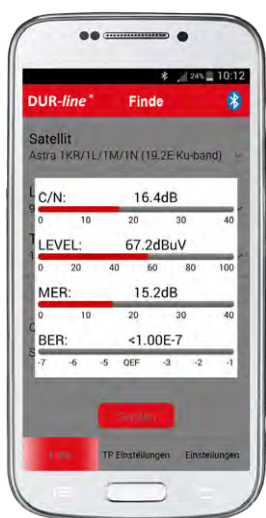 24% 10:12
DUR-line Finde
Satellit
Astra 1KR/1L/1M/1N (19.2E Ku-band)
C/N: 16.4dB
0 10 20 30 40
LEVEL: 67.2dBuV
0 20 40 60 80 100
MER: 15.2dB
0 10 20 30 40
BER: <1.00E-7
-7 -6 -5 QEF -3 -2 -1
TP Einstellungen Einstellungen